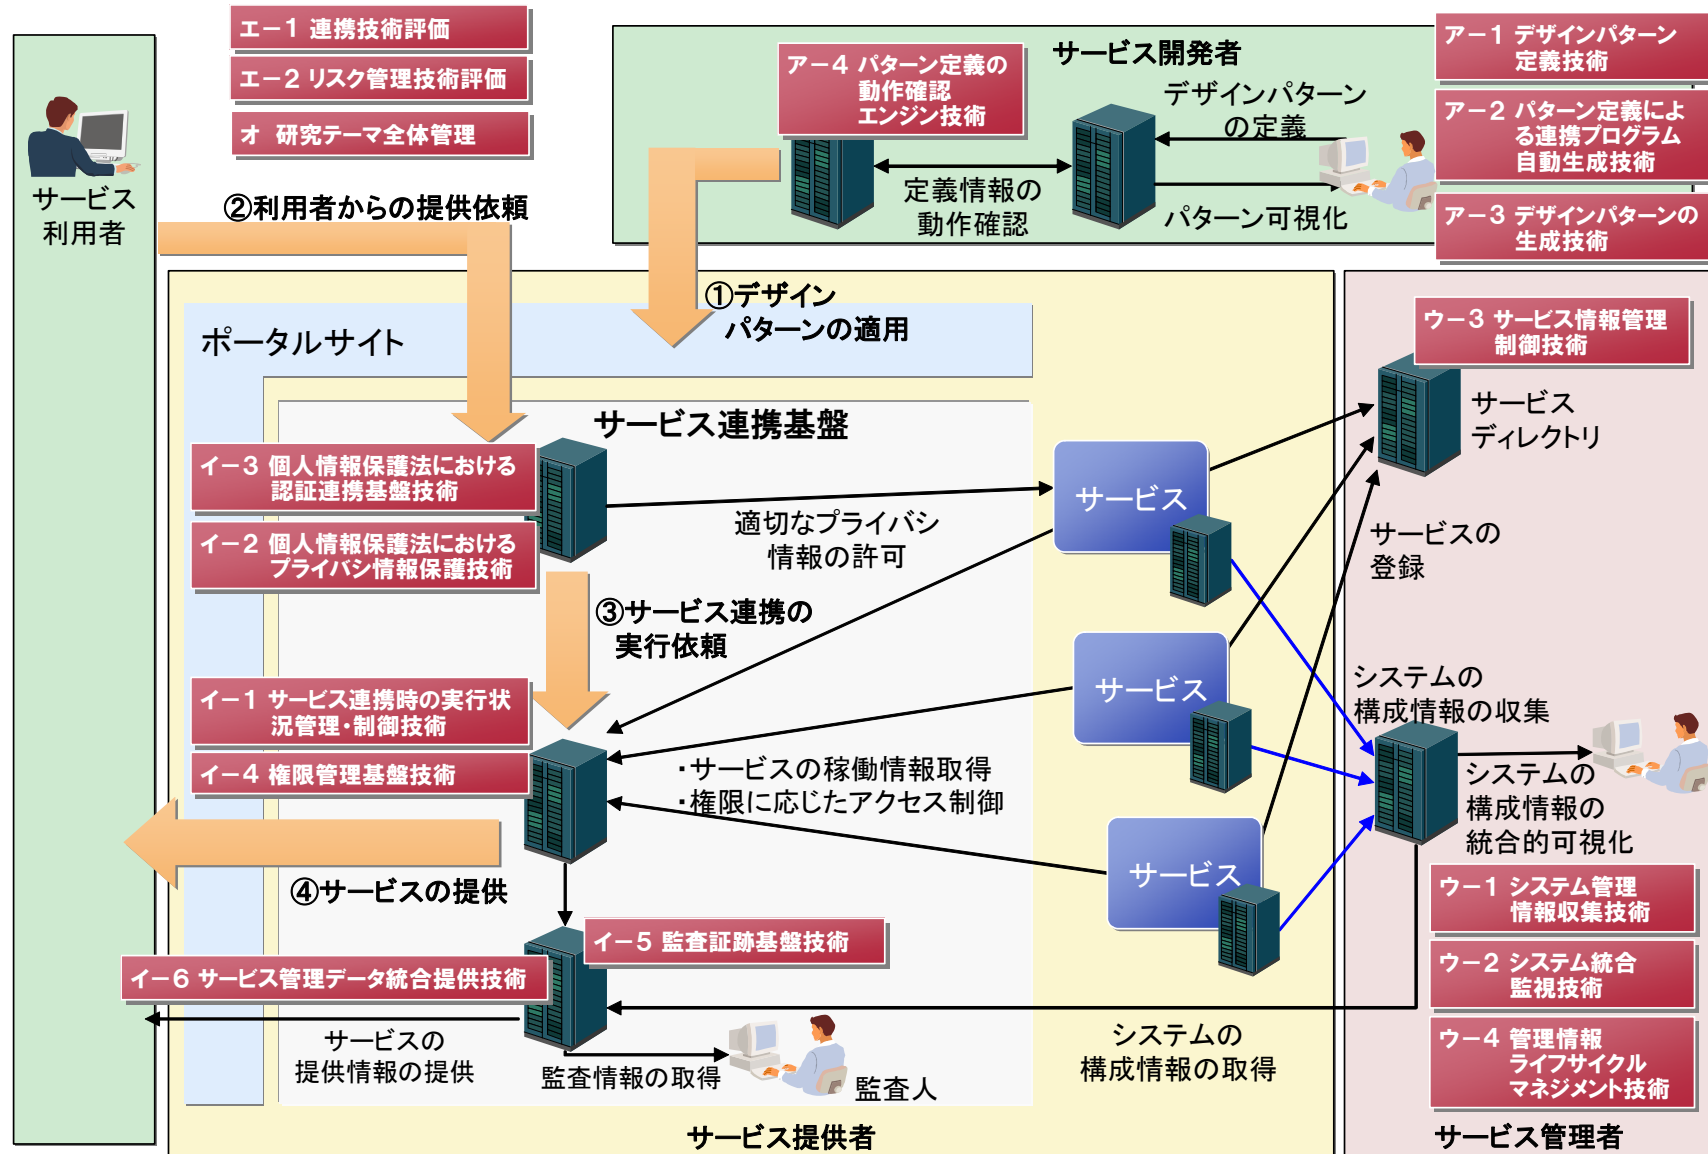 エー1 連携技術評価
エー2 リスク管理技術評価
オ 研究テーマ全体管理
サービス
利用者
②利用者からの提供依頼
サービス開発者
アー4 パターン定義の
動作確認
エンジン技術
デザインパターン
の定義
定義情報の
動作確認
パターン可視化
アー1 デザインパターン
定義技術
アー2 パターン定義によ
る連携プログラム
自動生成技術
アー3 デザインパターンの
生成技術
①デザイン
パターンの適用
ポータルサイト
サービス連携基盤
イー3 個人情報保護法における
認証連携基盤技術
イー2 個人情報保護法における
プライバシ情報保護技術
適切なプライバシ
情報の許可
③サービス連携の
実行依頼
イー1 サービス連携時の実行状
況管理・制御技術
イー4 権限管理基盤技術
・サービスの稼働情報取得
・権限に応じたアクセス制御
④サービスの提供
イー5 監査証跡基盤技術
イー6 サービス管理データ統合提供技術
サービスの
提供情報の提供
監査情報の取得
監査人
サービス
サービス
サービス
システムの
構成情報の取得
サービス提供者
ウー3 サービス情報管理
制御技術
サービス
ディレクトリ
サービスの
登録
システムの
構成情報の収集
システムの
構成情報の
統合的可視化
ウー1 システム管理
情報収集技術
ウー2 システム統合
監視技術
ウー4 管理情報
ライフサイクル
マネジメント技術
サービス管理者